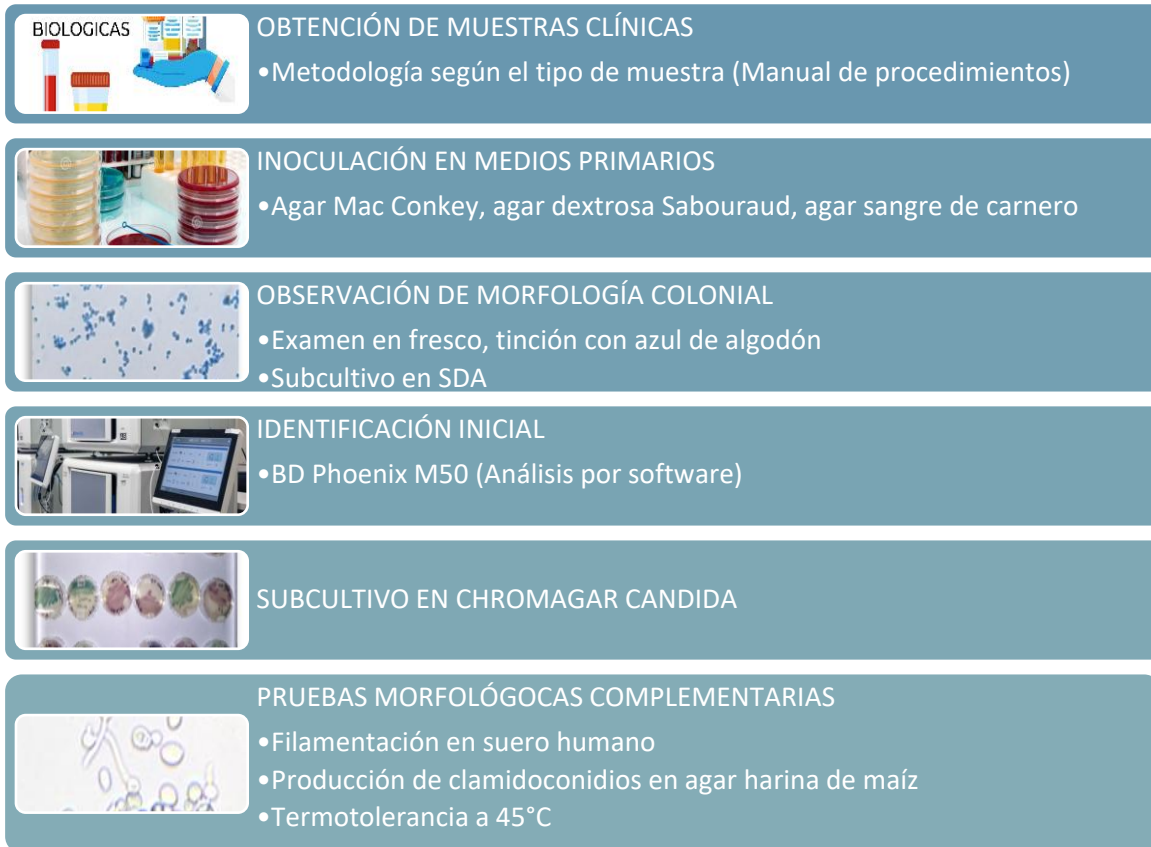 BIOLOGICAS
OBTENCIÓN DE MUESTRAS CLÍNICAS
•Metodología según el tipo de muestra (Manual de procedimientos)
INOCULACIÓN EN MEDIOS PRIMARIOS
•Agar Mac Conkey, agar dextrosa Sabouraud, agar sangre de carnero
OBSERVACIÓN DE MORFOLOGÍA COLONIAL
•Examen en fresco, tinción con azul de algodón
•Subcultivo en SDA
IDENTIFICACIÓN INICIAL
•BD Phoenix M50 (Análisis por software)
SUBCULTIVO EN CHROMAGAR CANDIDA
PRUEBAS MORFOLÓGOCAS COMPLEMENTARIAS
•Filamentación en suero humano
•Producción de clamidoconidios en agar harina de maíz
•Termotolerancia a 45°C